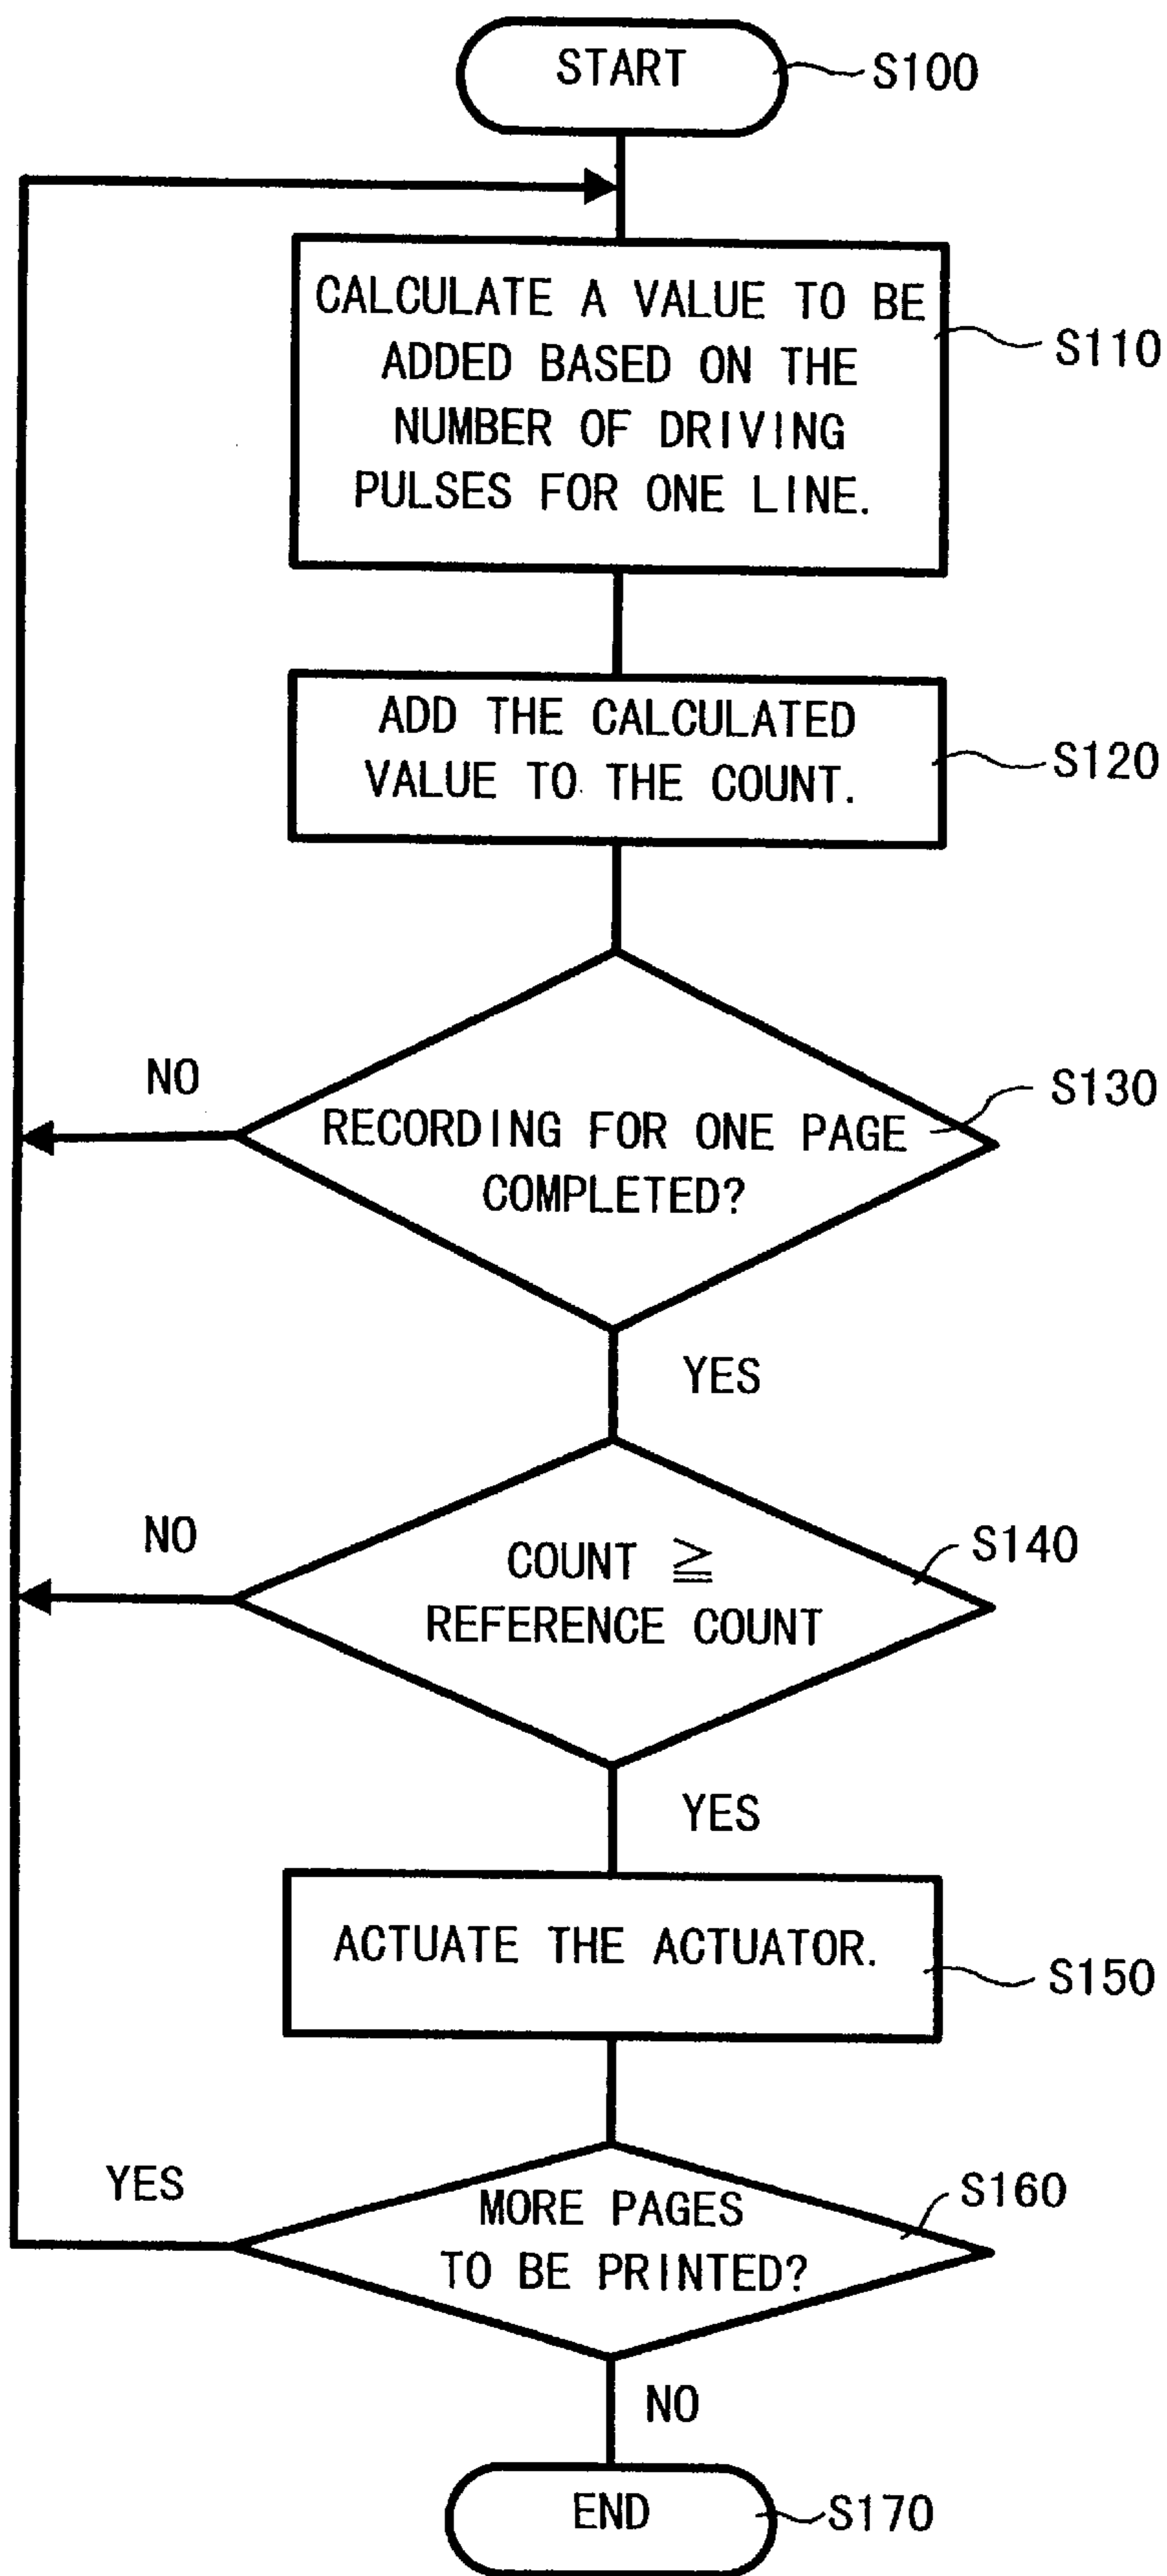 START
S100
CALCULATE A VALUE TO BE
ADDED BASED ON THE
NUMBER OF DRIVING
PULSES FOR ONE LINE.
S110
ADD THE CALCULATED
VALUE TO THE COUNT.
S120
NO
RECORDING FOR ONE PAGE
COMPLETED?
S130
YES
NO
COUNT ≧
REFERENCE COUNT
S140
YES
ACTUATE THE ACTUATOR.
S150
YES
MORE PAGES
TO BE PRINTED?
S160
NO
END
S170